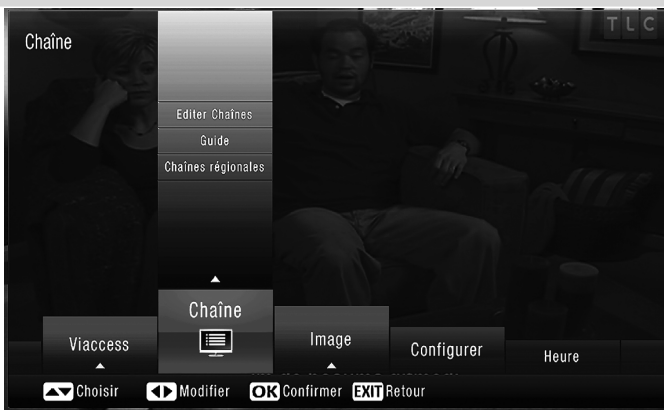 TLC
Chaîne
Editer Chaînes
Guide
Chaînes régionales
Chaîne
Viaccess
Image
Configurer
Heure
Choisir
Modifier
OK Confirmer
EXIT Retour